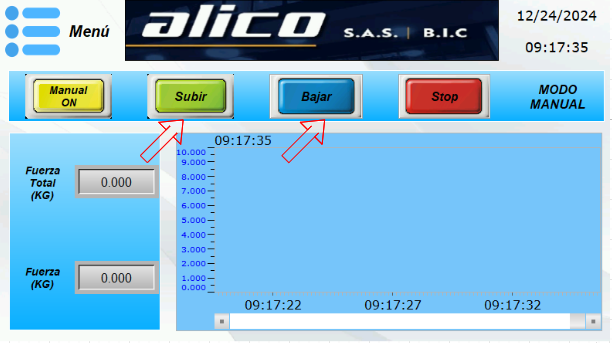 Menú
alico
S.A.S. | B.I.C
12/24/2024
09:17:35
Manual
ON
Subir
Bajar
Stop
MODO
MANUAL
Fuerza
Total
(KG)
0.000
Fuerza
(KG)
0.000
09:17:35
10.000
9.000
8.000
7.000
6.000
5.000
4.000
3.000
2.000
1.000
0.000
09:17:22
09:17:27
09:17:32